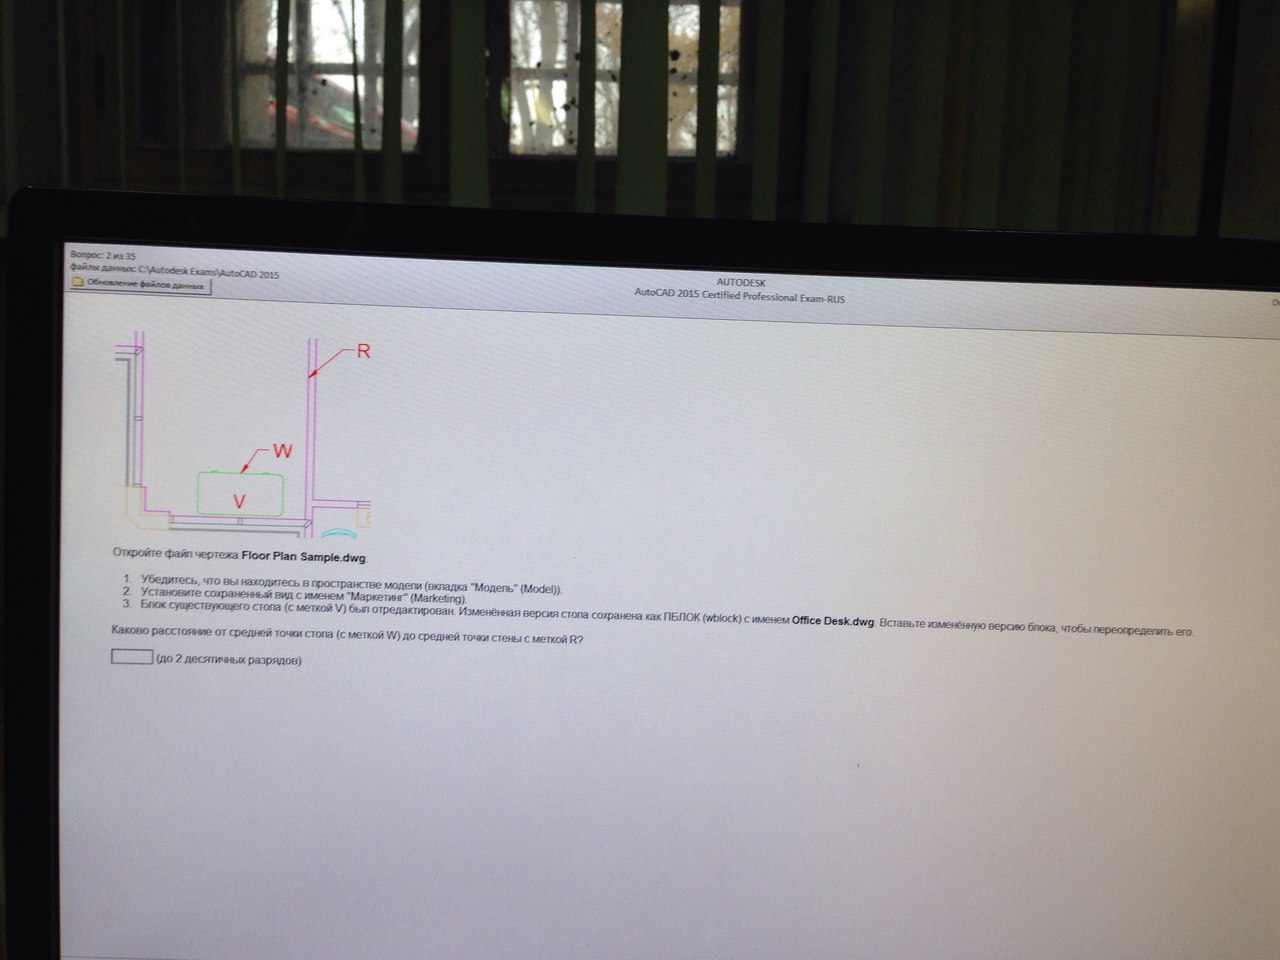 Вопрос: 2 из 35
файлы данных: C:\Autodesk Exams\AutoCAD 2015
Обновление файлов данных
AUTODESK
AutoCAD 2015 Certified Professional Exam-RUS
R
W
V
Откройте файл чертежа Floor Plan Sample.dwg.
1. Убедитесь, что вы находитесь в пространстве модели (вкладка "Модель" (Model)).
2. Установите сохраненный вид с именем "Маркетинг" (Marketing).
3. Блок существующего стола (с меткой V) был отредактирован. Изменённая версия стола сохранена как ПБЛОК (wblock) с именем Office Desk.dwg. Вставьте изменённую версию блока, чтобы переопределить его.
Каково расстояние от средней точки стола (с меткой W) до средней точки стены с меткой R?
(до 2 десятичных разрядов)